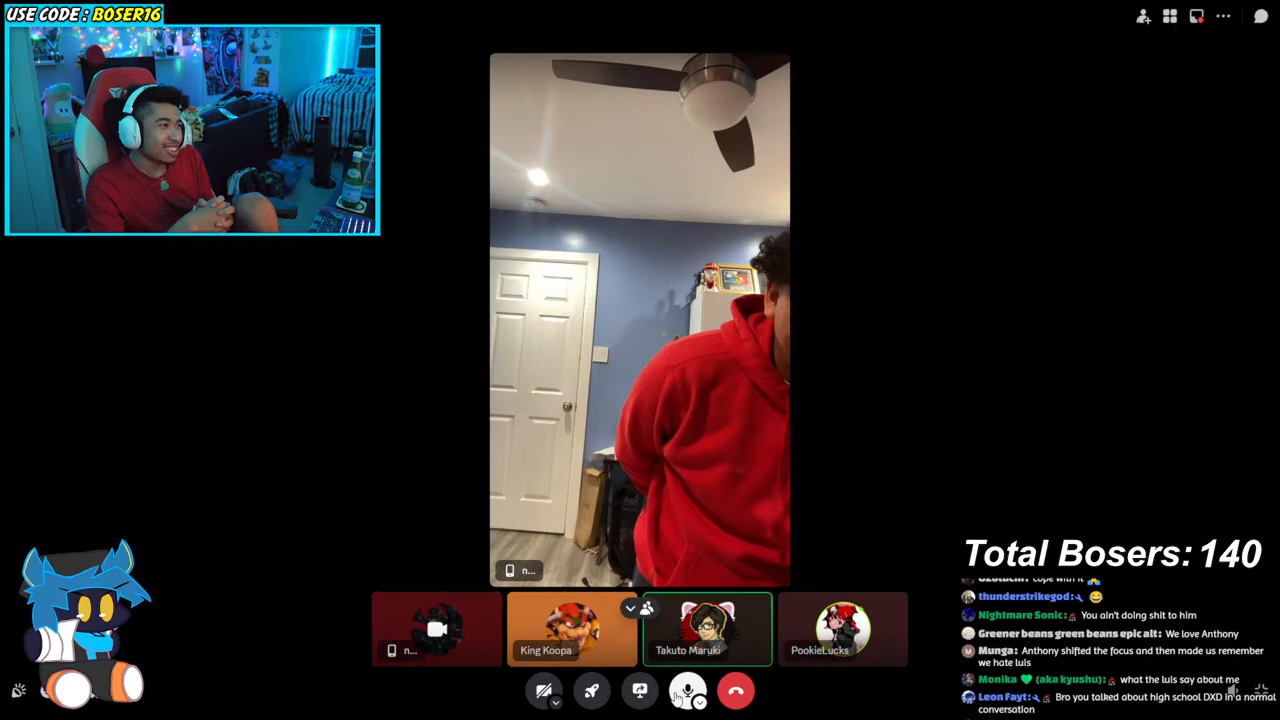 USE CODE : BOSER16
n...
n...
King Koopa
Takuto Maruki
PookieLucks
Total Bosers: 140
cope with it
thunderstrikegod:
Nightmare Sonic: You ain't doing shit to him
Greener beans green beans epic alt: We love Anthony
Munga: Anthony shifted the focus and then made us remember
we hate luis
Monika (aka kyushu): what the luis say about me
Leon Fayt: Bro you talked about high school DXD in a normal
conversation